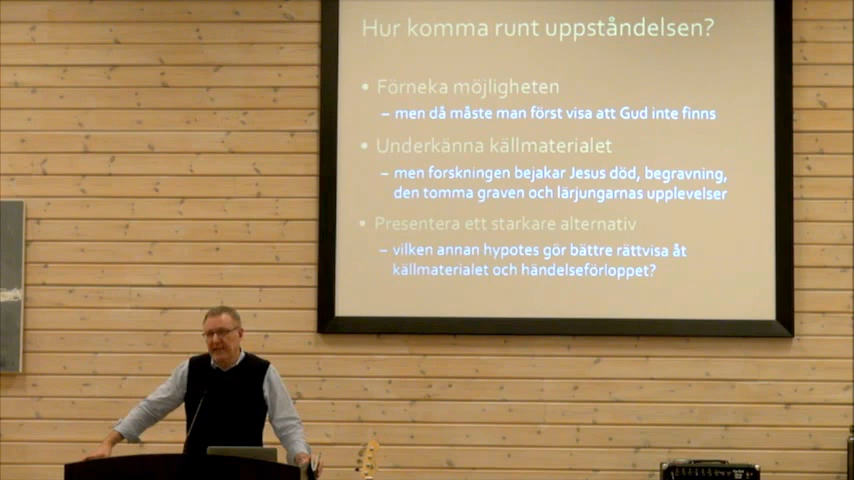 Hur komma runt uppståndelsen?
• Förneka möjligheten
– men då måste man först visa att Gud inte finns
• Underkänna källmaterialet
– men forskningen bejakar Jesus död, begravning,
den tomma graven och lärjungarnas upplevelser
• Presentera ett starkare alternativ
– vilken annan hypotes gör bättre rättvisa åt
källmaterialet och händelseförloppet?